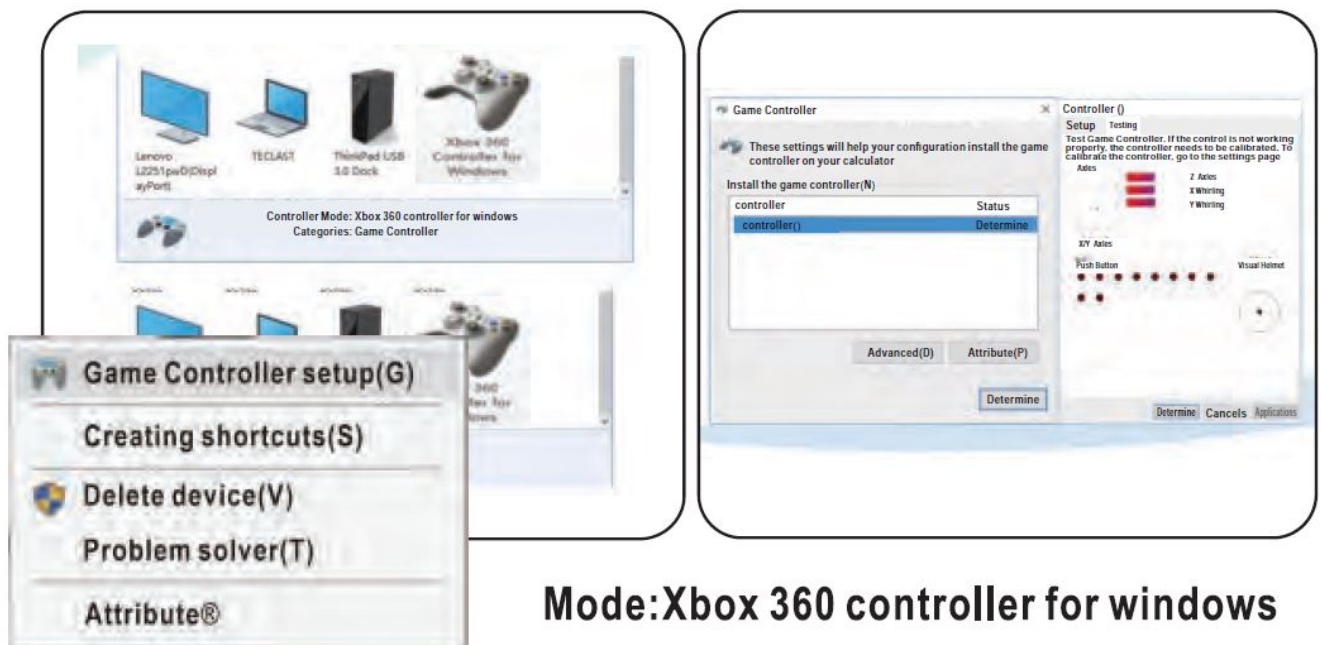 Lenovo
L2251pwD(Displ
ayPort)
TECLAST
ThinkPad USB
3.0 Dock
Xbox 360
Controller for
Windows
Controller Mode: Xbox 360 controller for windows
Categories: Game Controller
360
ller for
dows
Game Controller setup(G)
Creating shortcuts(S)
Delete device(V)
Problem solver(T)
Attribute®
Game Controller
These settings will help your configuration install the game
controller on your calculator
Install the game controller(N)
controller Status
controller() Determine
Advanced(D) Attribute(P)
Determine
Controller ()
Setup Testing
Test Game Controller. If the control is not working
properly, the controller needs to be calibrated. To
calibrate the controller, go to the settings page
Axles
Z Axles
X Whirling
Y Whirling
X/Y Axles
Push Button
Visual Helmet
Determine Cancels Applications
Mode:Xbox 360 controller for windows